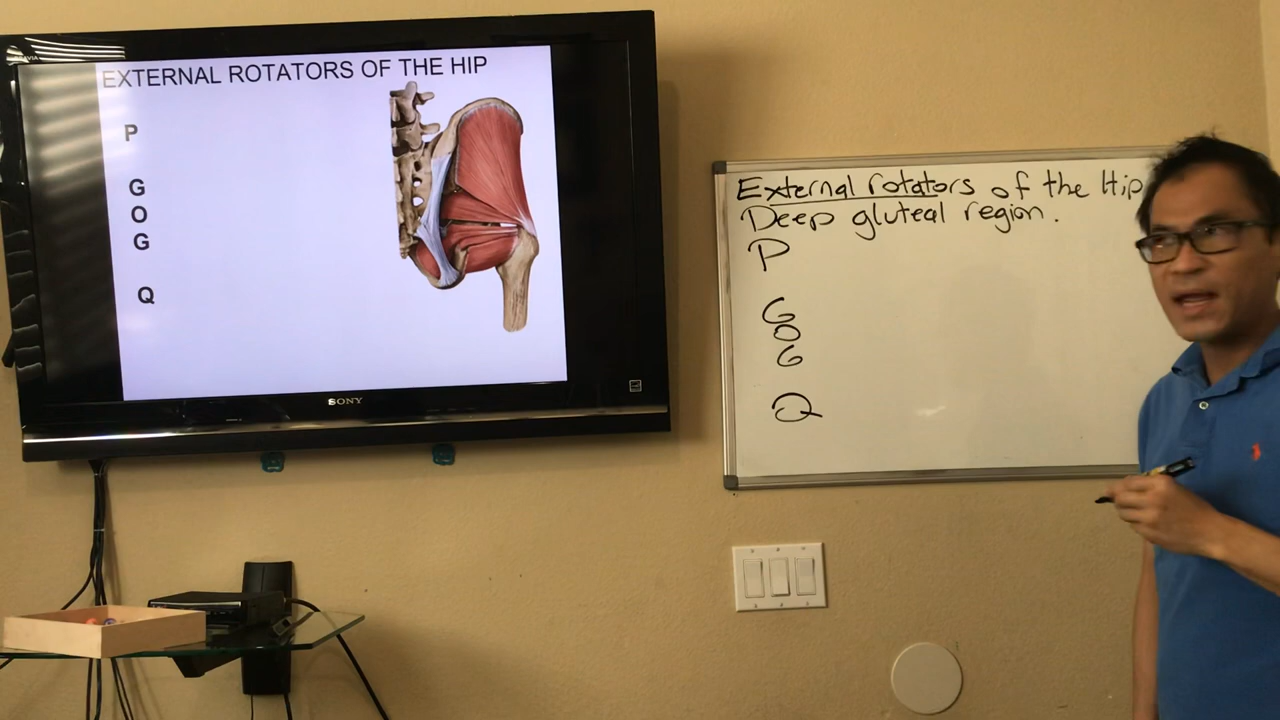 EXTERNAL ROTATORS OF THE HIP
P
G
O
G
Q
SONY
External rotators of the Hip
Deep gluteal region.
P
G
O
G
Q